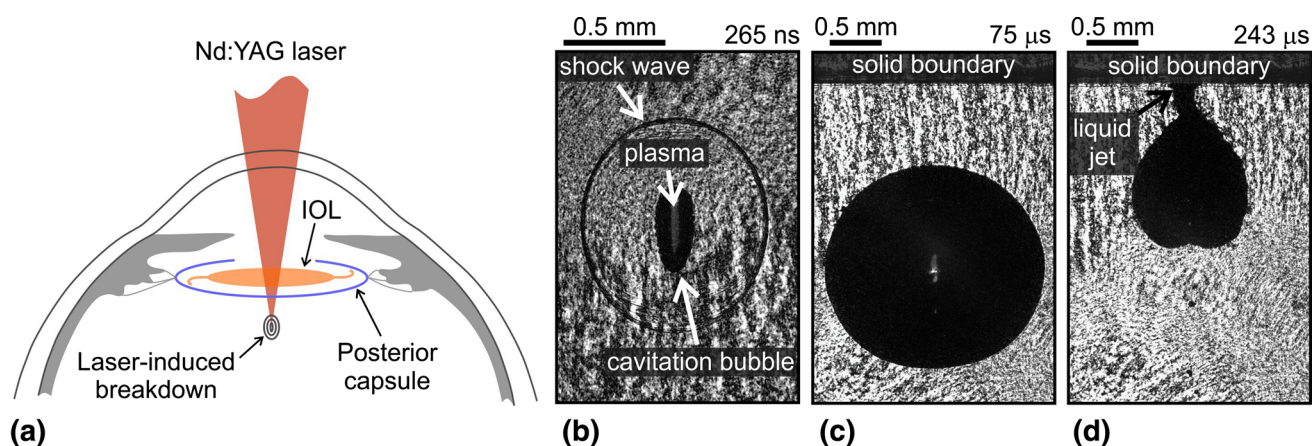 Nd:YAG laser
IOL
Laser-induced
breakdown
Posterior
capsule
(a)
0.5 mm
265 ns
shock wave
plasma
cavitation bubble
(b)
0.5 mm
75 μs
solid boundary
(c)
0.5 mm
243 μs
solid boundary
liquid
jet
(d)